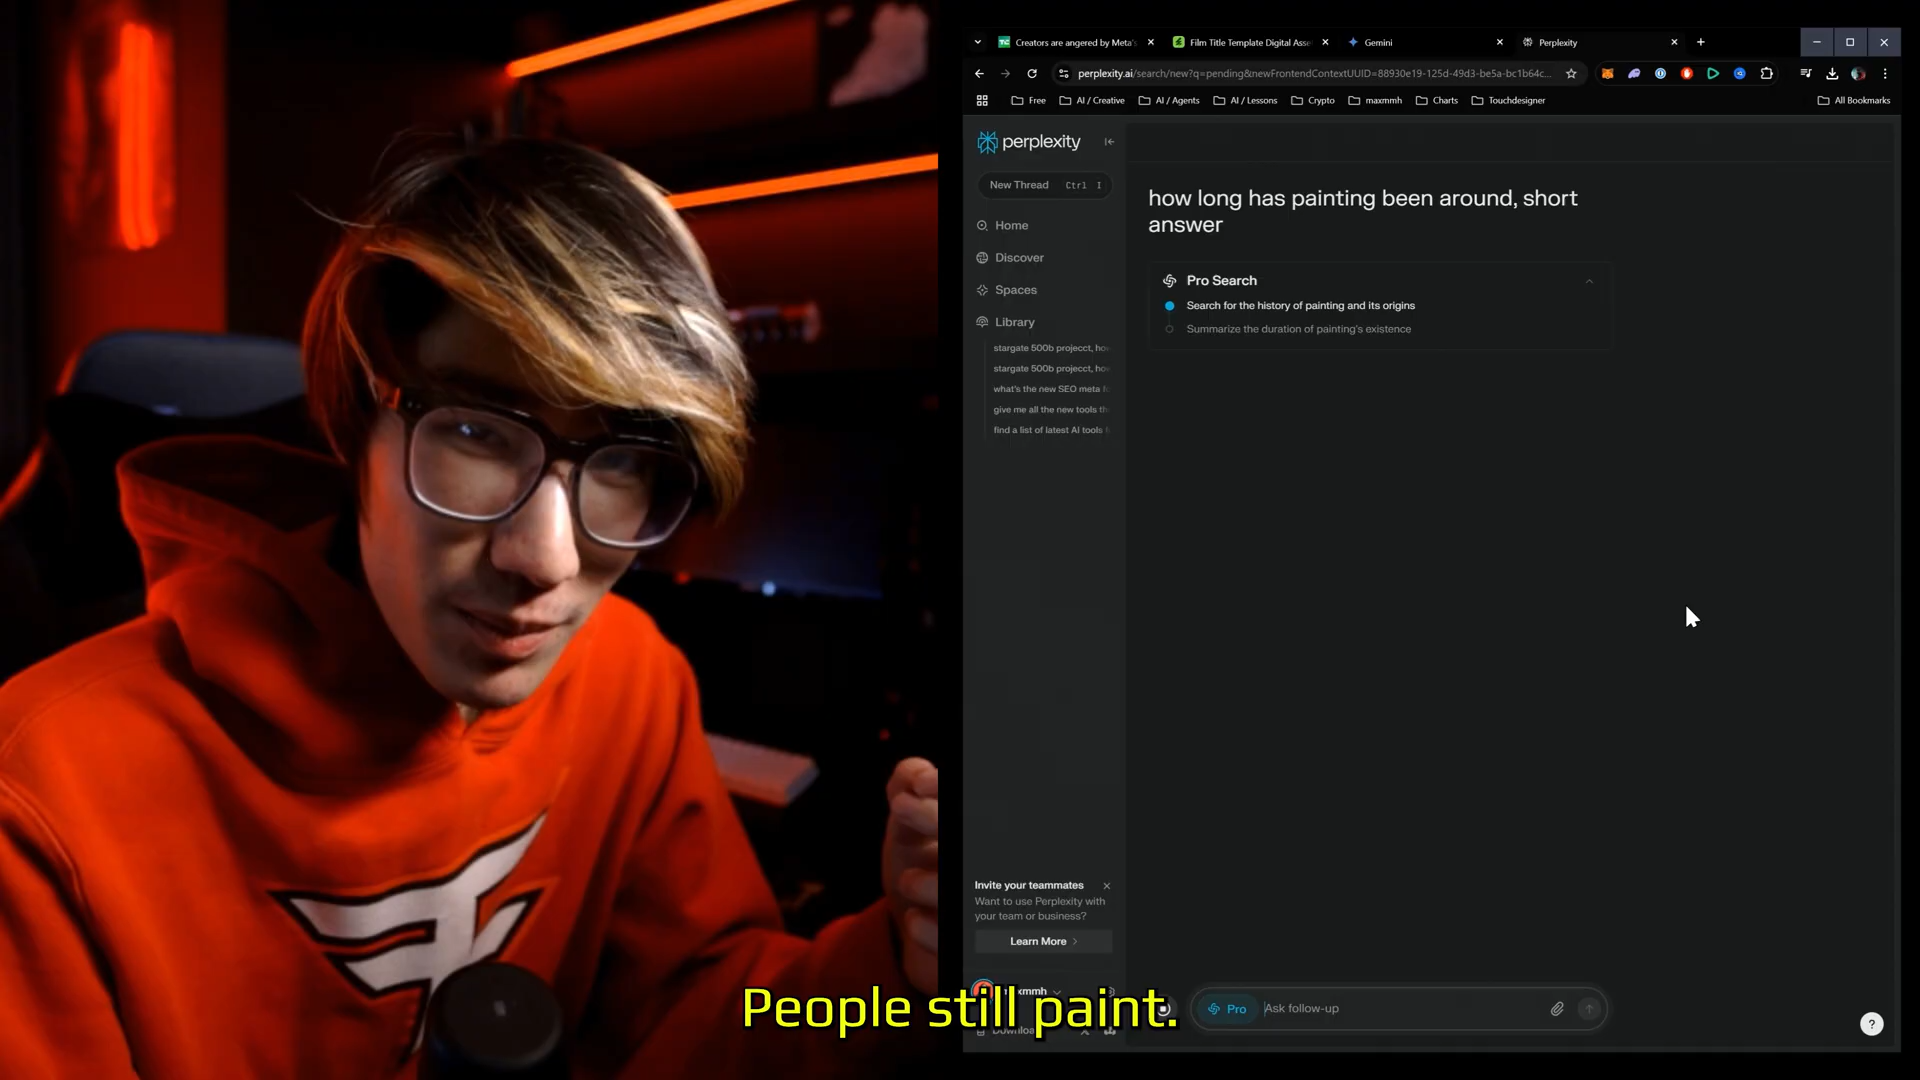 Creators are angered by Meta's
Film Title Template Digital Asse
Gemini
Perplexity
perplexity.ai/search/new?q=pending&newFrontendContextUUID=88930e19-125d-49d3-be5a-bc1b64c...
Free
AI / Creative
AI / Agents
AI / Lessons
Crypto
maxmmh
Charts
Touchdesigner
All Bookmarks
perplexity
New Thread Ctrl I
Home
Discover
Spaces
Library
stargate 500b projecct, how
stargate 500b projecct, how
what's the new SEO meta fo
give me all the new tools th
find a list of latest AI tools
how long has painting been around, short
answer
Pro Search
Search for the history of painting and its origins
Summarize the duration of painting's existence
Invite your teammates
Want to use Perplexity with
your team or business?
Learn More
Pro
Ask follow-up
?
People still paint.